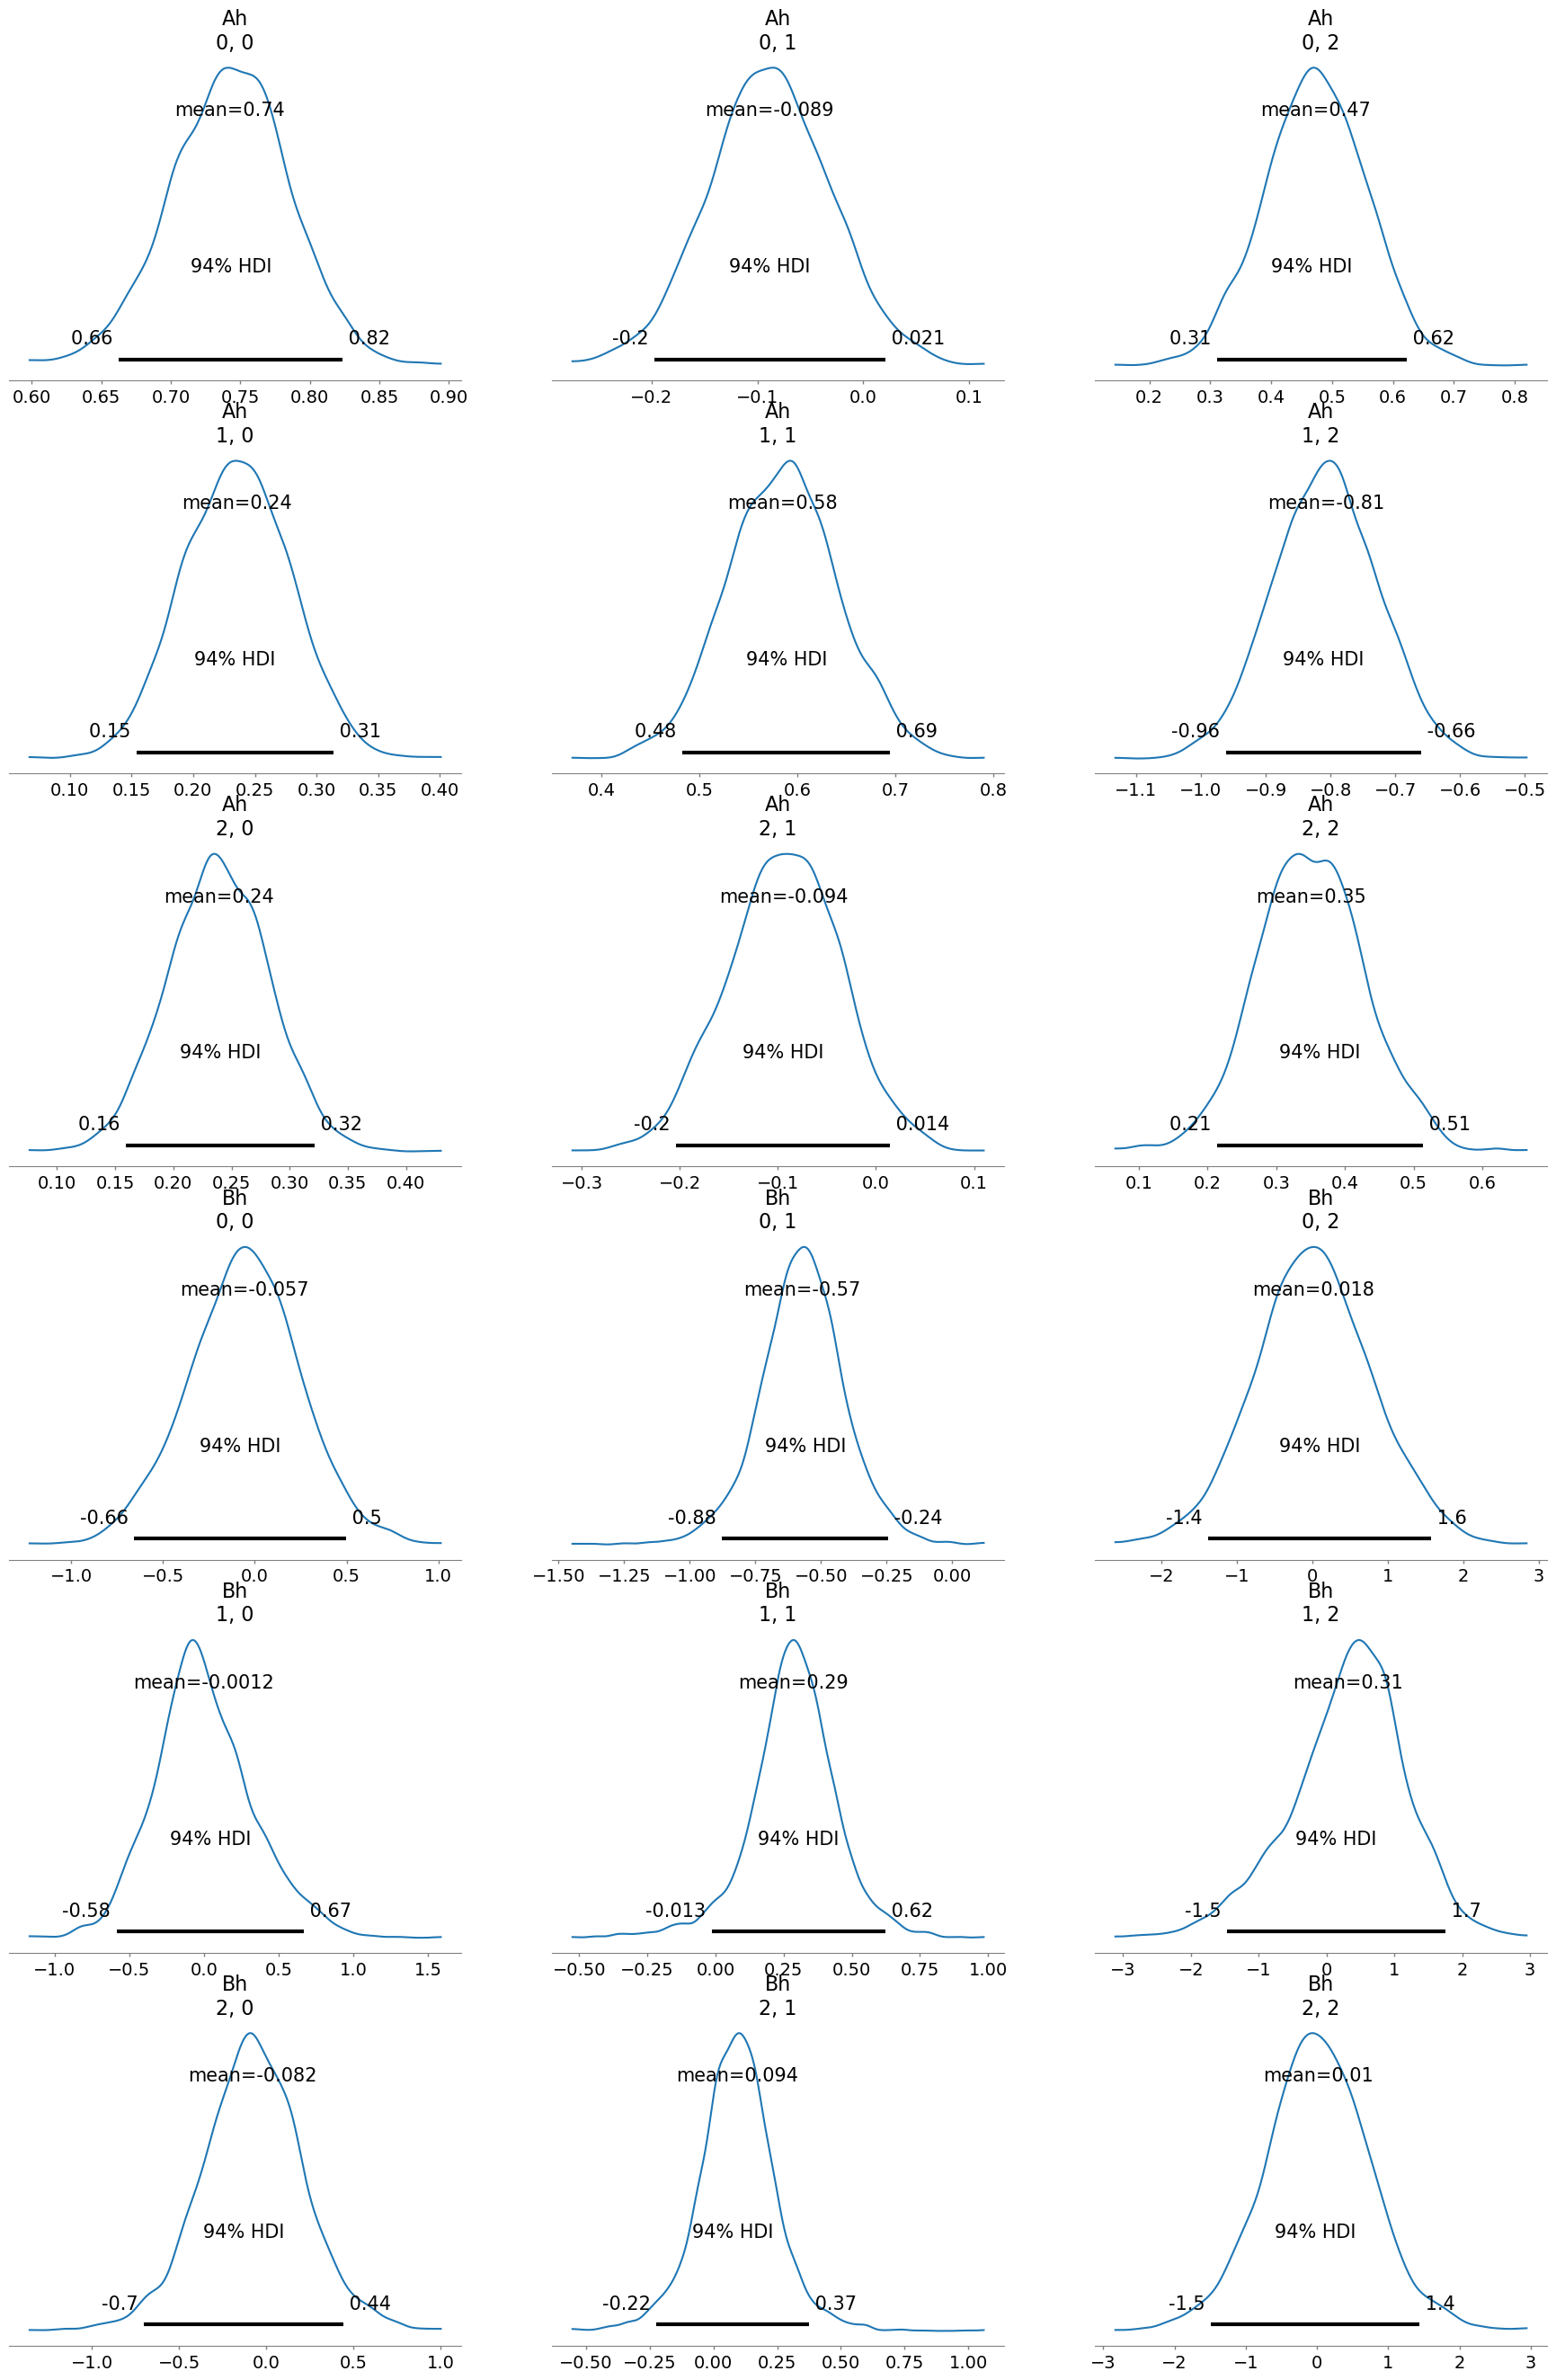 Ah Ah Ah
0, 0 0, 1 0, 2
mean=0.74 mean=-0.089 mean=0.47
94% HDI 94% HDI 94% HDI
0.66 0.82 -0.2 0.021 0.31 0.62
0.60 0.65 0.70 0.75 0.80 0.85 0.90 −0.2 −0.1 0.0 0.1 0.2 0.3 0.4 0.5 0.6 0.7 0.8
Ah Ah Ah
1, 0 1, 1 1, 2
mean=0.24 mean=0.58 mean=-0.81
94% HDI 94% HDI 94% HDI
0.15 0.31 0.48 0.69 -0.96 -0.66
0.10 0.15 0.20 0.25 0.30 0.35 0.40 0.4 0.5 0.6 0.7 0.8 −1.1 −1.0 −0.9 −0.8 −0.7 −0.6 −0.5
Ah Ah Ah
2, 0 2, 1 2, 2
mean=0.24 mean=-0.094 mean=0.35
94% HDI 94% HDI 94% HDI
0.16 0.32 -0.2 0.014 0.21 0.51
0.10 0.15 0.20 0.25 0.30 0.35 0.40 −0.3 −0.2 −0.1 0.0 0.1 0.1 0.2 0.3 0.4 0.5 0.6
Bh Bh Bh
0, 0 0, 1 0, 2
mean=-0.057 mean=-0.57 mean=0.018
94% HDI 94% HDI 94% HDI
-0.66 0.5 -0.88 -0.24 -1.4 1.6
−1.0 −0.5 0.0 0.5 1.0 −1.50 −1.25 −1.00 −0.75 −0.50 −0.25 0.00 −2 −1 0 1 2 3
Bh Bh Bh
1, 0 1, 1 1, 2
mean=-0.0012 mean=0.29 mean=0.31
94% HDI 94% HDI 94% HDI
-0.58 0.67 -0.013 0.62 -1.5 1.7
−1.0 −0.5 0.0 0.5 1.0 1.5 −0.50 −0.25 0.00 0.25 0.50 0.75 1.00 −3 −2 −1 0 1 2 3
Bh Bh Bh
2, 0 2, 1 2, 2
mean=-0.082 mean=0.094 mean=0.01
94% HDI 94% HDI 94% HDI
-0.7 0.44 -0.22 0.37 -1.5 1.4
−1.0 −0.5 0.0 0.5 1.0 −0.50 −0.25 0.00 0.25 0.50 0.75 1.00 −3 −2 −1 0 1 2 3